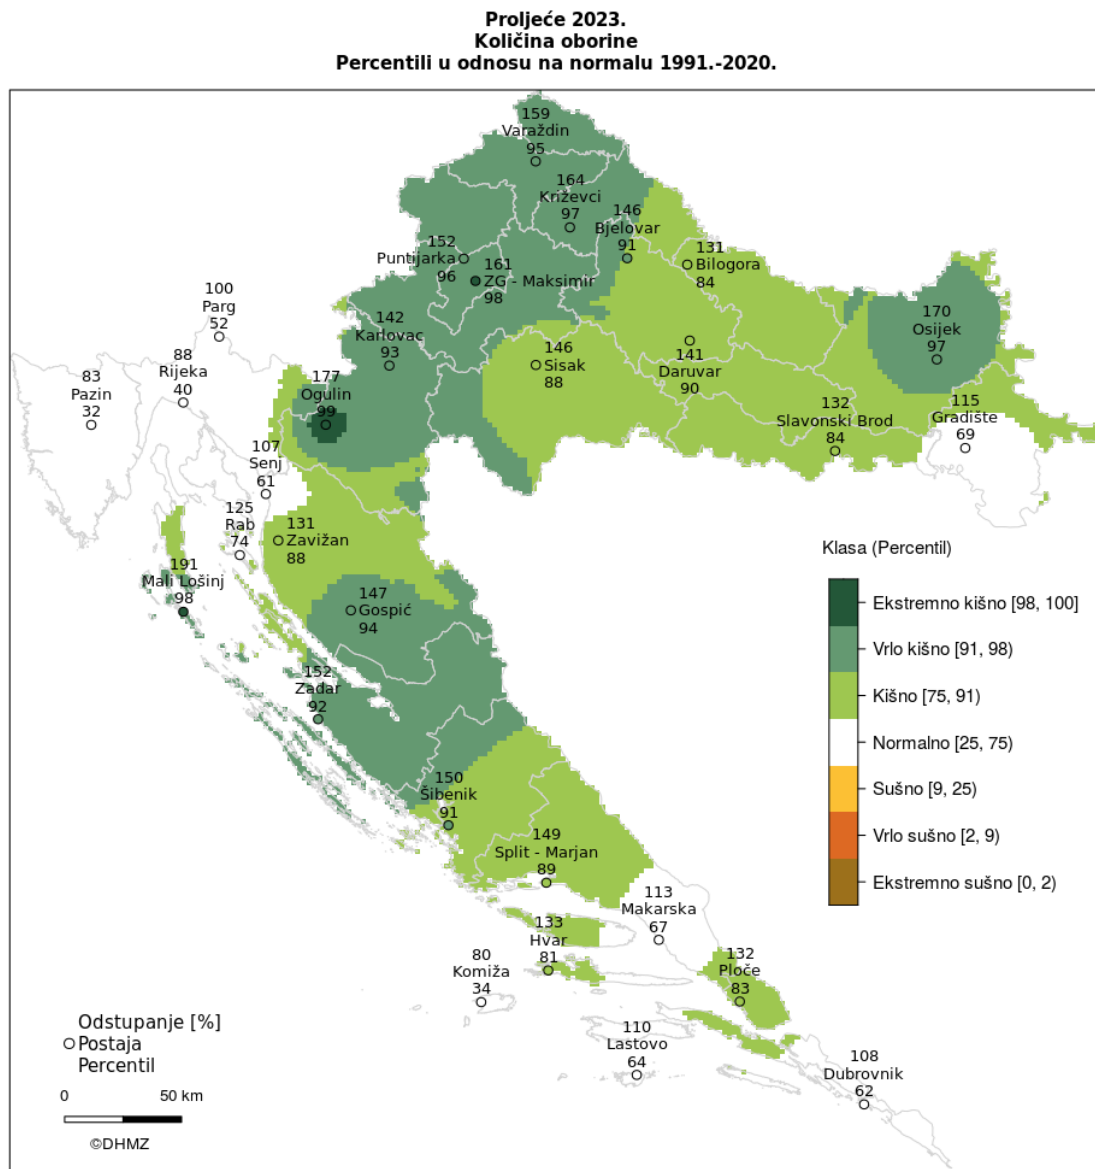 Proljeće 2023.
Količina oborine
Percentili u odnosu na normalu 1991.-2020.
159
Varaždin
95
164
Križevci
97
146
Bjelovar
91
152
Puntijarka
96
161
ZG - Maksimir
98
131
Bilogora
84
100
Parg
52
142
Karlovac
93
170
Osijek
97
88
Rijeka
40
146
Sisak
88
141
Daruvar
90
83
Pazin
32
177
Ogulin
99
132
Slavonski Brod
84
115
Gradište
69
107
Senj
61
125
Rab
74
131
Zavižan
88
191
Mali Lošinj
98
147
Gospić
94
152
Zadar
92
150
Šibenik
91
149
Split - Marjan
89
113
Makarska
67
133
Hvar
81
80
Komiža
34
132
Ploče
83
110
Lastovo
64
108
Dubrovnik
62
Klasa (Percentil)
Ekstremno kišno [98, 100]
Vrlo kišno [91, 98)
Kišno [75, 91)
Normalno [25, 75)
Sušno [9, 25)
Vrlo sušno [2, 9)
Ekstremno sušno [0, 2)
Odstupanje [%]
Postaja
Percentil
0 50 km
©DHMZ